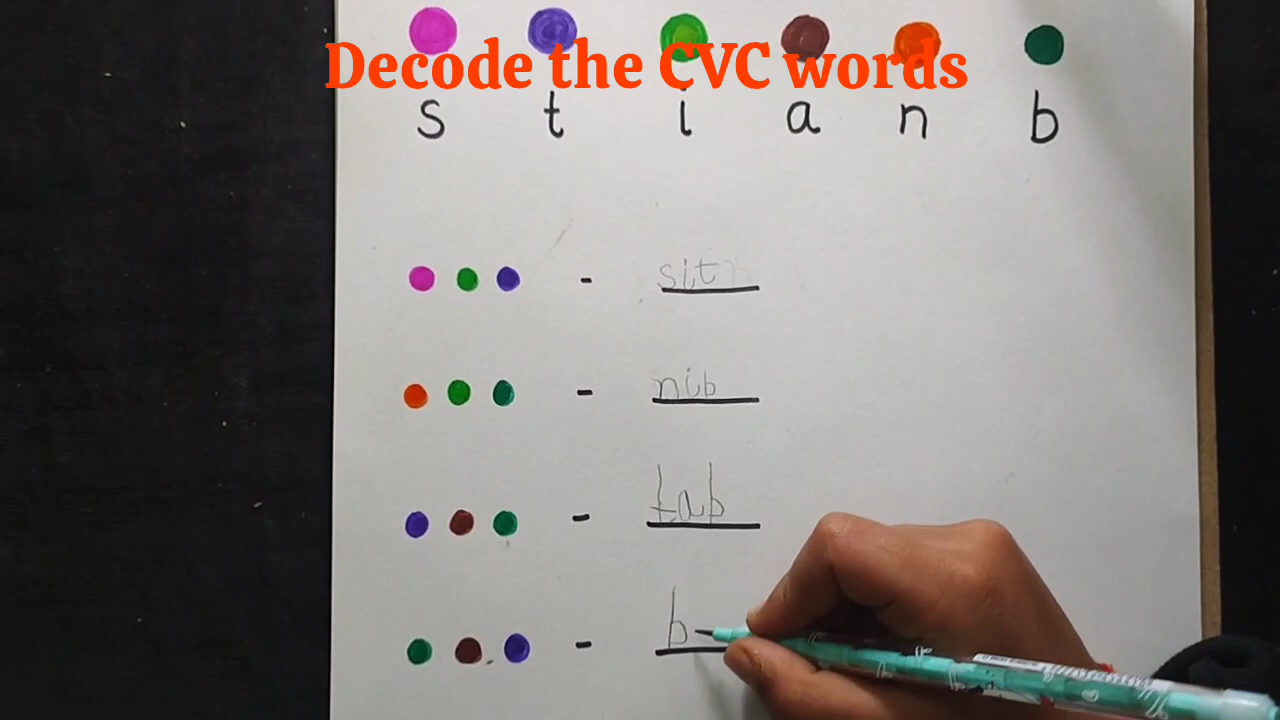 Decode the CVC words
s t i a n b
- sit
- nib
- tab
- b